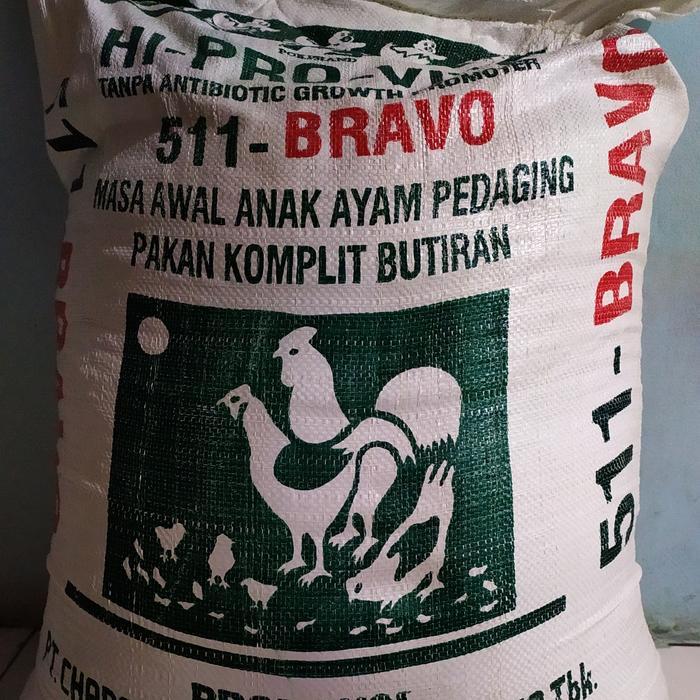 HI-PRO-VITE
TANPA ANTIBIOTIC GROWTH PROMOTER
511-BRAVO
MASA AWAL ANAK AYAM PEDAGING
PAKAN KOMPLIT BUTIRAN
511-BRAVO
Tbk.